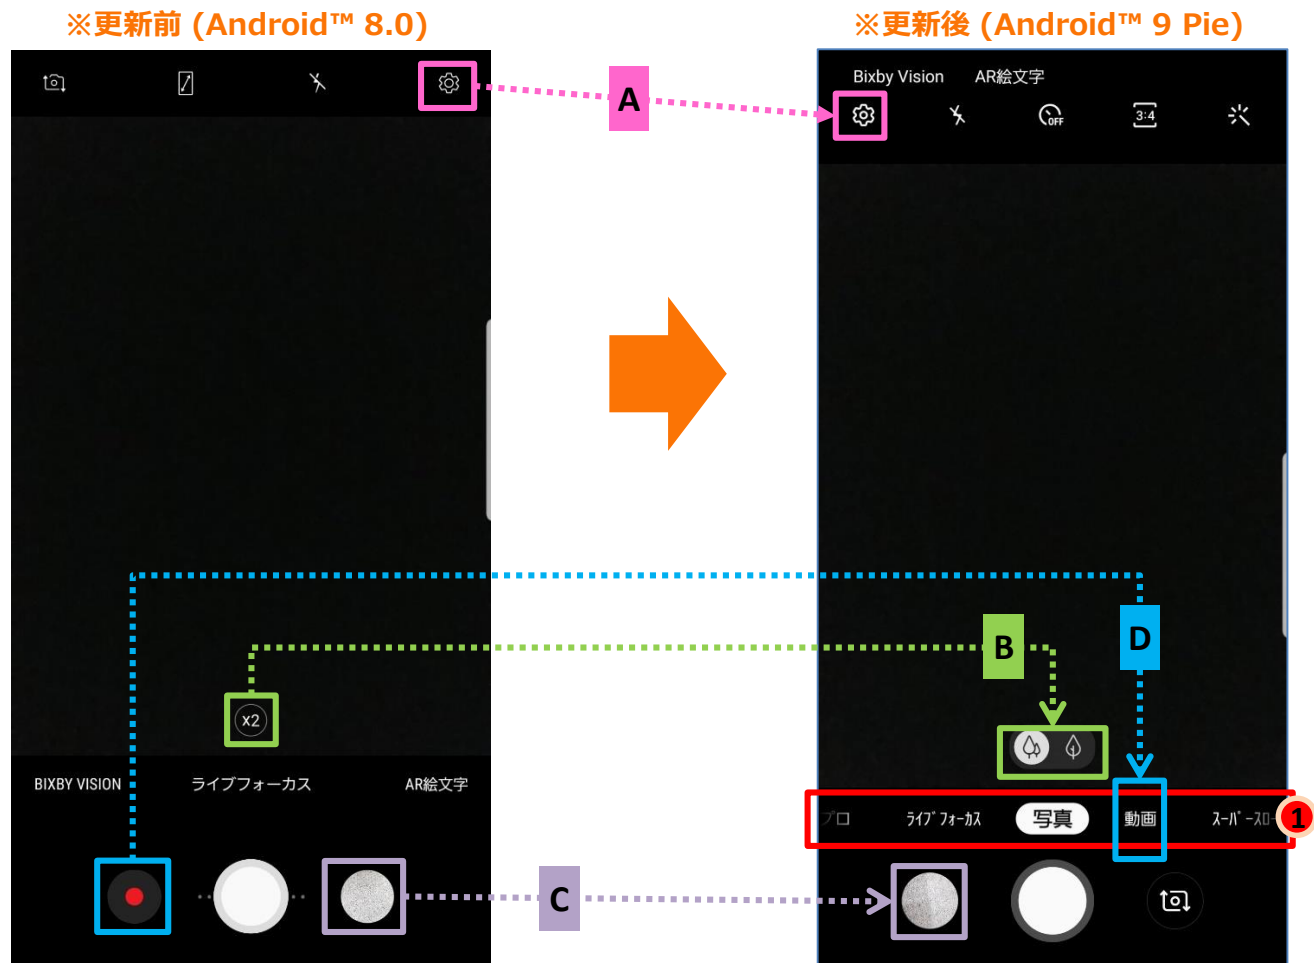 ※更新前 (Android™ 8.0)
※更新後 (Android™ 9 Pie)
A
Bixby Vision AR絵文字
OFF
3:4
B
D
x2
BIXBY VISION ライブフォーカス AR絵文字
プロ ﾗｲﾌﾞﾌｫｰｶｽ 写真 動画 ｽｰﾊﾟｰｽﾛｰ
1
C